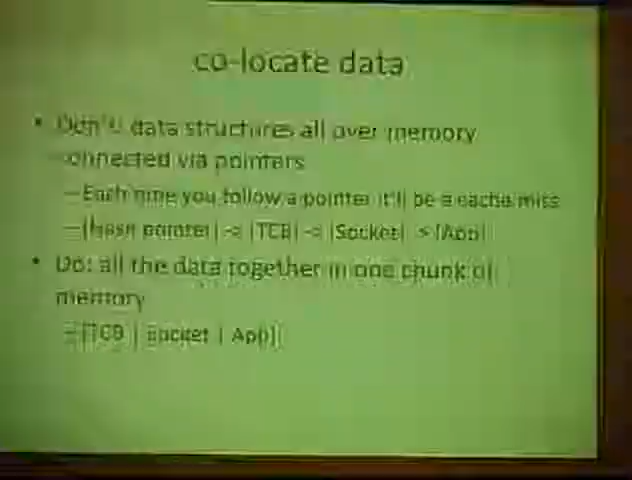 co-locate data
• Don't: data structures all over memory
connected via pointers
– Each time you follow a pointer it'll be a cache miss
– [Hash pointer] -> [TCB] -> [Socket] -> [App]
• Do: all the data together in one chunk of
memory
– [TCB | Socket | App]